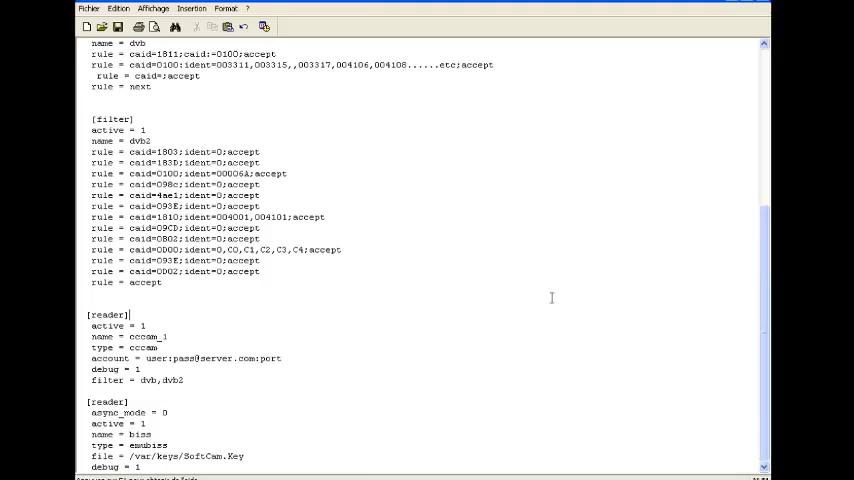 Fichier Edition Affichage Insertion Format ?
name = dvb
rule = caid=1811;caid:=0100;accept
rule = caid=0100:ident=003311,003315,,003317,004106,004108......etc;accept
rule = caid=;accept
rule = next
[filter]
active = 1
name = dvb2
rule = caid=1803;ident=0;accept
rule = caid=183D;ident=0;accept
rule = caid=0100;ident=00006A;accept
rule = caid=098c;ident=0;accept
rule = caid=4ae1;ident=0;accept
rule = caid=093E;ident=0;accept
rule = caid=1810;ident=004001,004101;accept
rule = caid=09CD;ident=0;accept
rule = caid=0B02;ident=0;accept
rule = caid=0D00;ident=0,C0,C1,C2,C3,C4;accept
rule = caid=093E;ident=0;accept
rule = caid=0D02;ident=0;accept
rule = accept
[reader]
active = 1
name = cccam_1
type = cccam
account = user:pass@server.com:port
debug = 1
filter = dvb,dvb2
[reader]
async_mode = 0
active = 1
name = biss
type = emubiss
file = /var/keys/SoftCam.Key
debug = 1